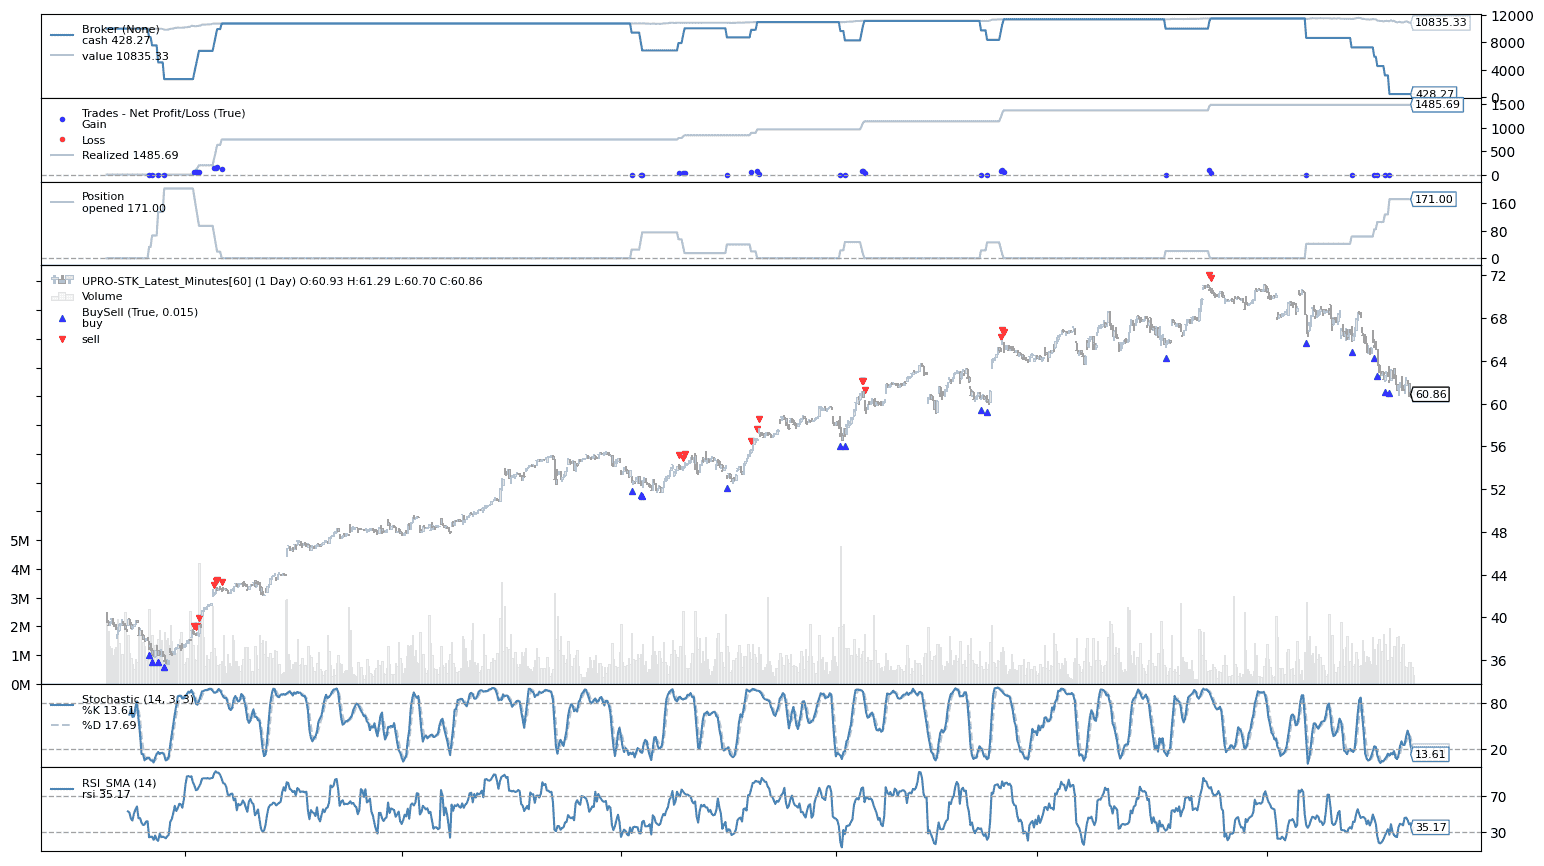 Broker (None)
cash 428.27
value 10835.33
10835.33
428.27
12000
8000
4000
0
Trades - Net Profit/Loss (True)
Gain
Loss
Realized 1485.69
1485.69
1500
1000
500
0
Position
opened 171.00
171.00
160
80
0
UPRO-STK_Latest_Minutes[60] (1 Day) O:60.93 H:61.29 L:60.70 C:60.86
Volume
BuySell (True, 0.015)
buy
sell
72
68
64
60
56
52
48
44
40
36
60.86
5M
4M
3M
2M
1M
0M
Stochastic (14, 3, 3)
%K 13.61
%D 17.69
80
20
13.61
RSI_SMA (14)
rsi 35.17
70
30
35.17